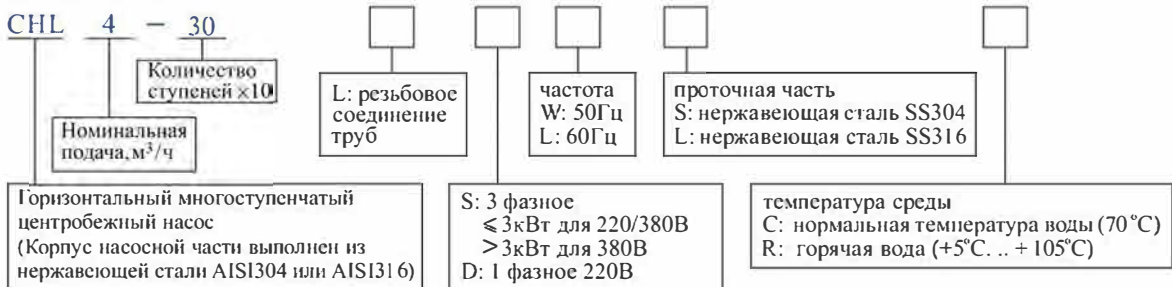 CHL 4 - 30
Количество
ступеней ×10
Номинальная
подача,м³/ч
L: резьбовое
соединение
труб
частота
W: 50Гц
L: 60Гц
проточная часть
S: нержавеющая сталь SS304
L: нержавеющая сталь SS316
Горизонтальный многоступенчатый
центробежный насос
(Корпус насосной части выполнен из
нержавеющей стали AISI304 или AISI316)
S: 3 фазное
⩽ 3кВт для 220/380В
> 3кВт для 380В
D: 1 фазное 220В
температура среды
C: нормальная температура воды (70°C)
R: горячая вода (+5°C. .. +105°C)